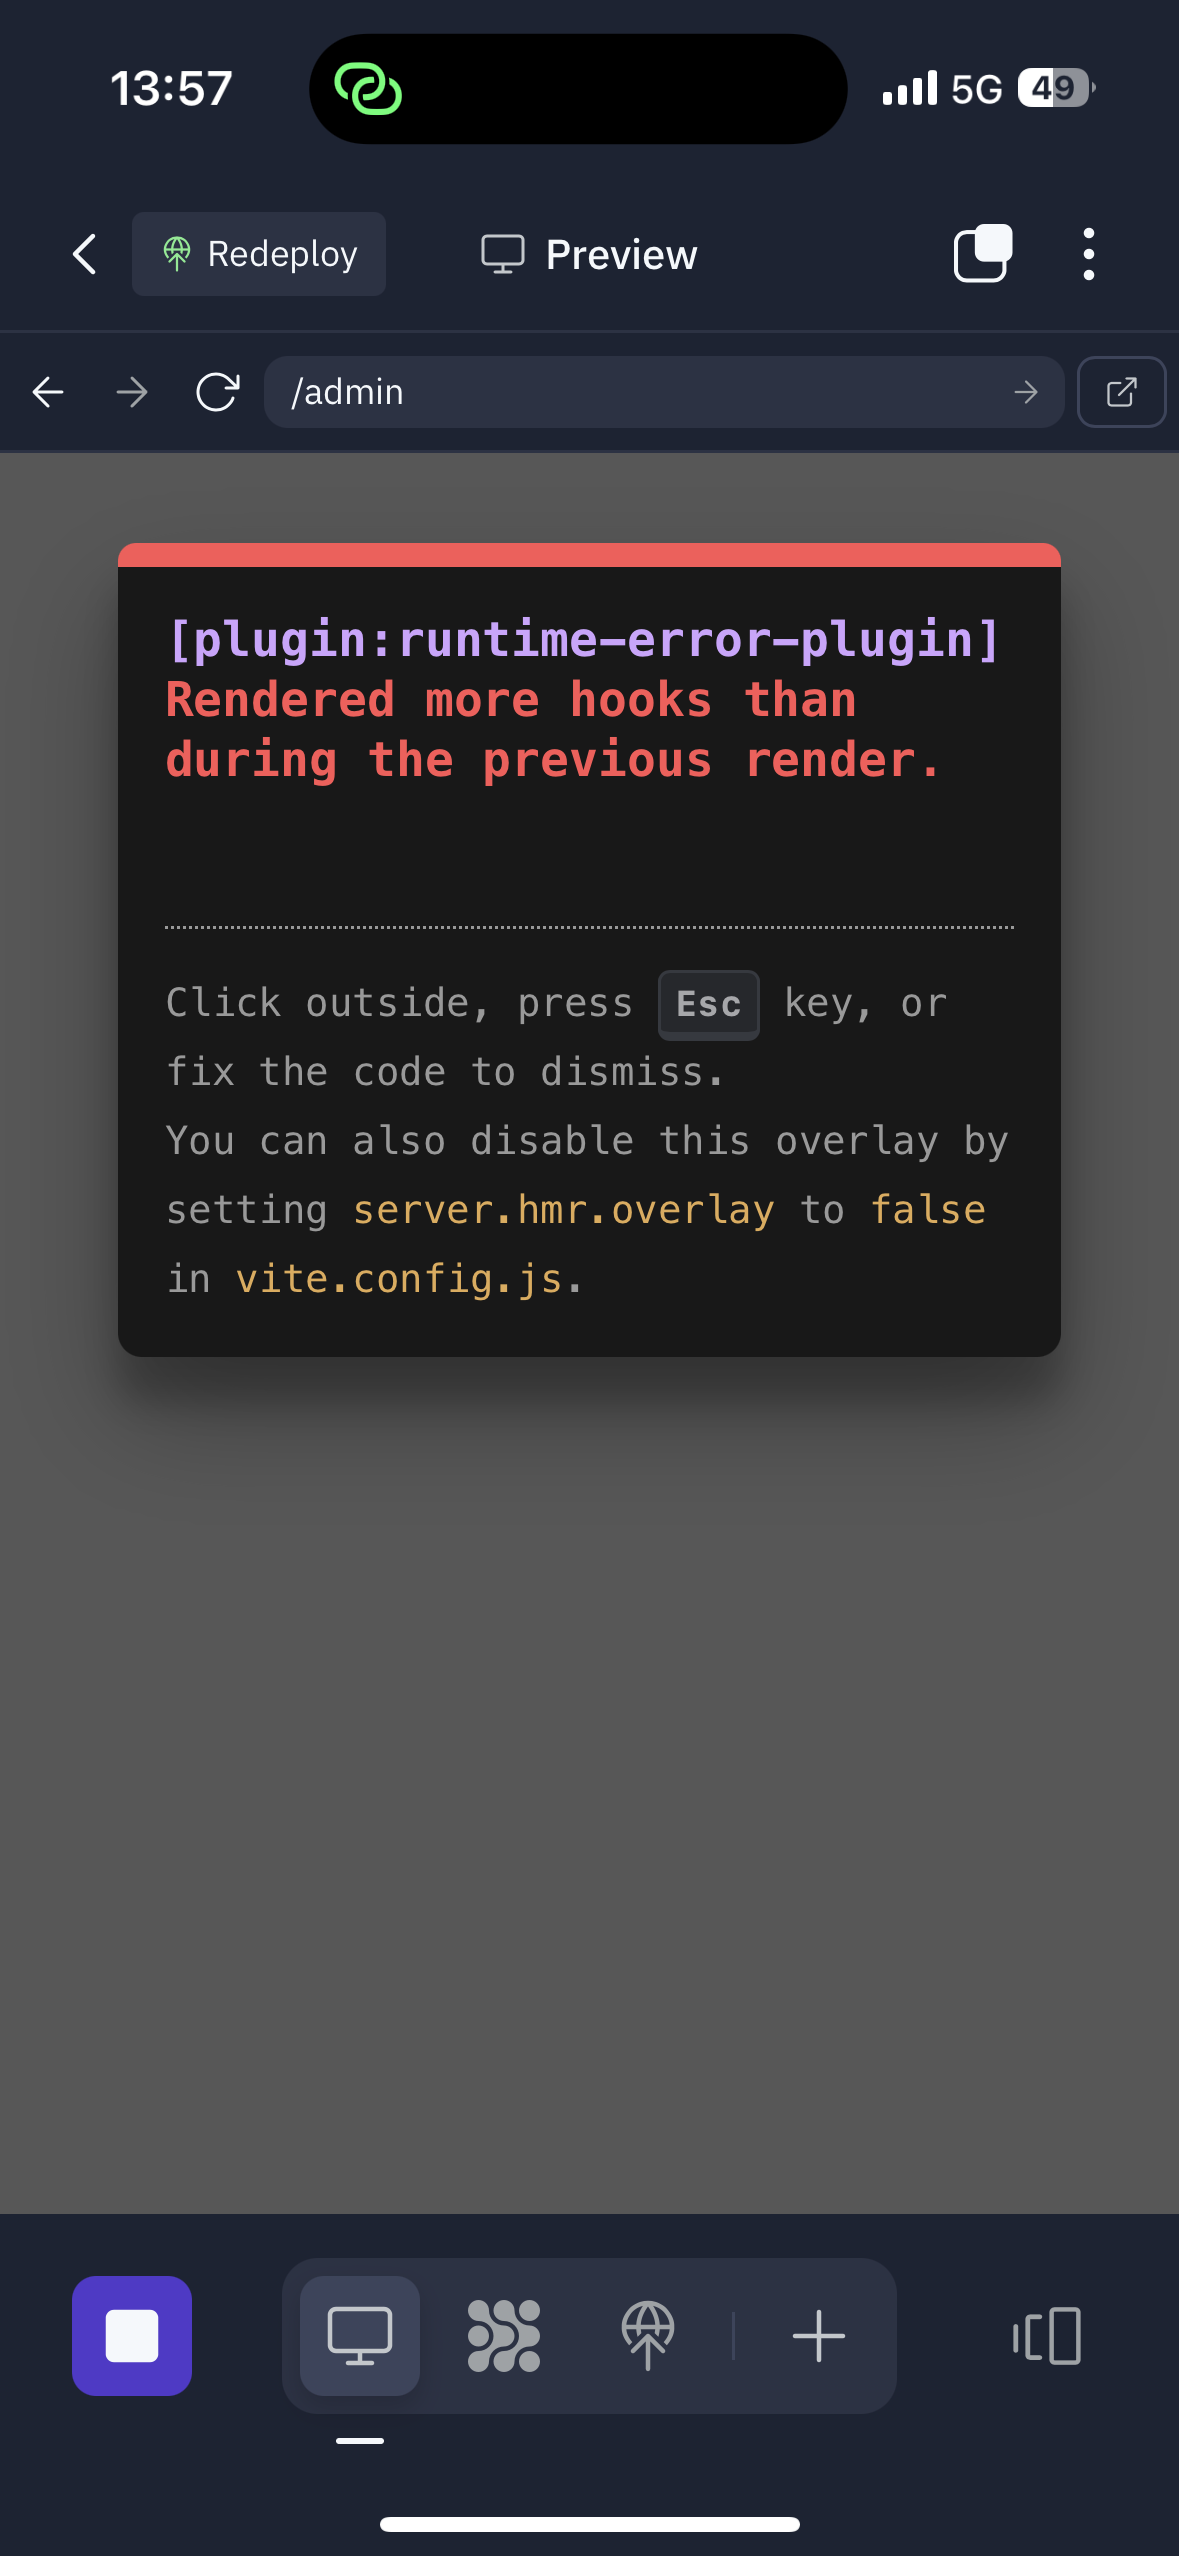 13:57
5G
49
Redeploy
Preview
/admin
[plugin:runtime-error-plugin]
Rendered more hooks than
during the previous render.
Click outside, press Esc key, or
fix the code to dismiss.
You can also disable this overlay by
setting server.hmr.overlay to false
in vite.config.js.